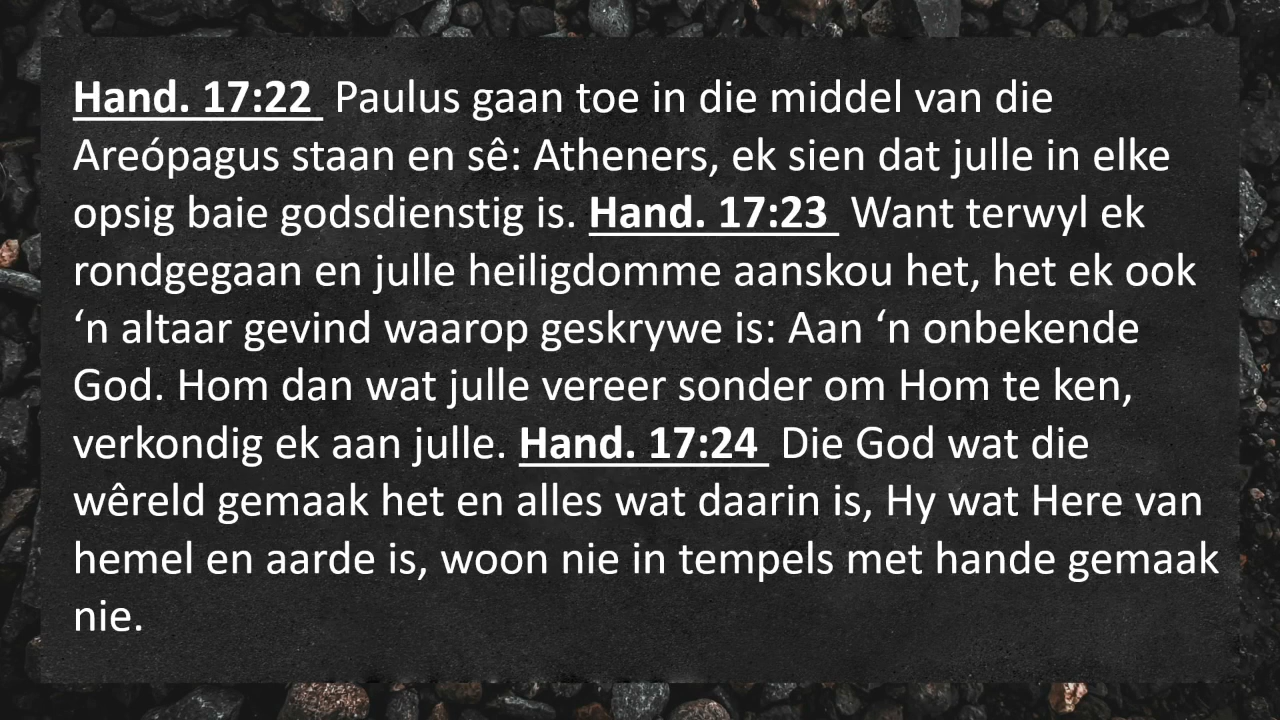 Hand. 17:22  Paulus gaan toe in die middel van die
Areópagus staan en sê: Atheners, ek sien dat julle in elke
opsig baie godsdienstig is. Hand. 17:23  Want terwyl ek
rondgegaan en julle heiligdomme aanskou het, het ek ook
‘n altaar gevind waarop geskrywe is: Aan ‘n onbekende
God. Hom dan wat julle vereer sonder om Hom te ken,
verkondig ek aan julle. Hand. 17:24  Die God wat die
wêreld gemaak het en alles wat daarin is, Hy wat Here van
hemel en aarde is, woon nie in tempels met hande gemaak
nie.